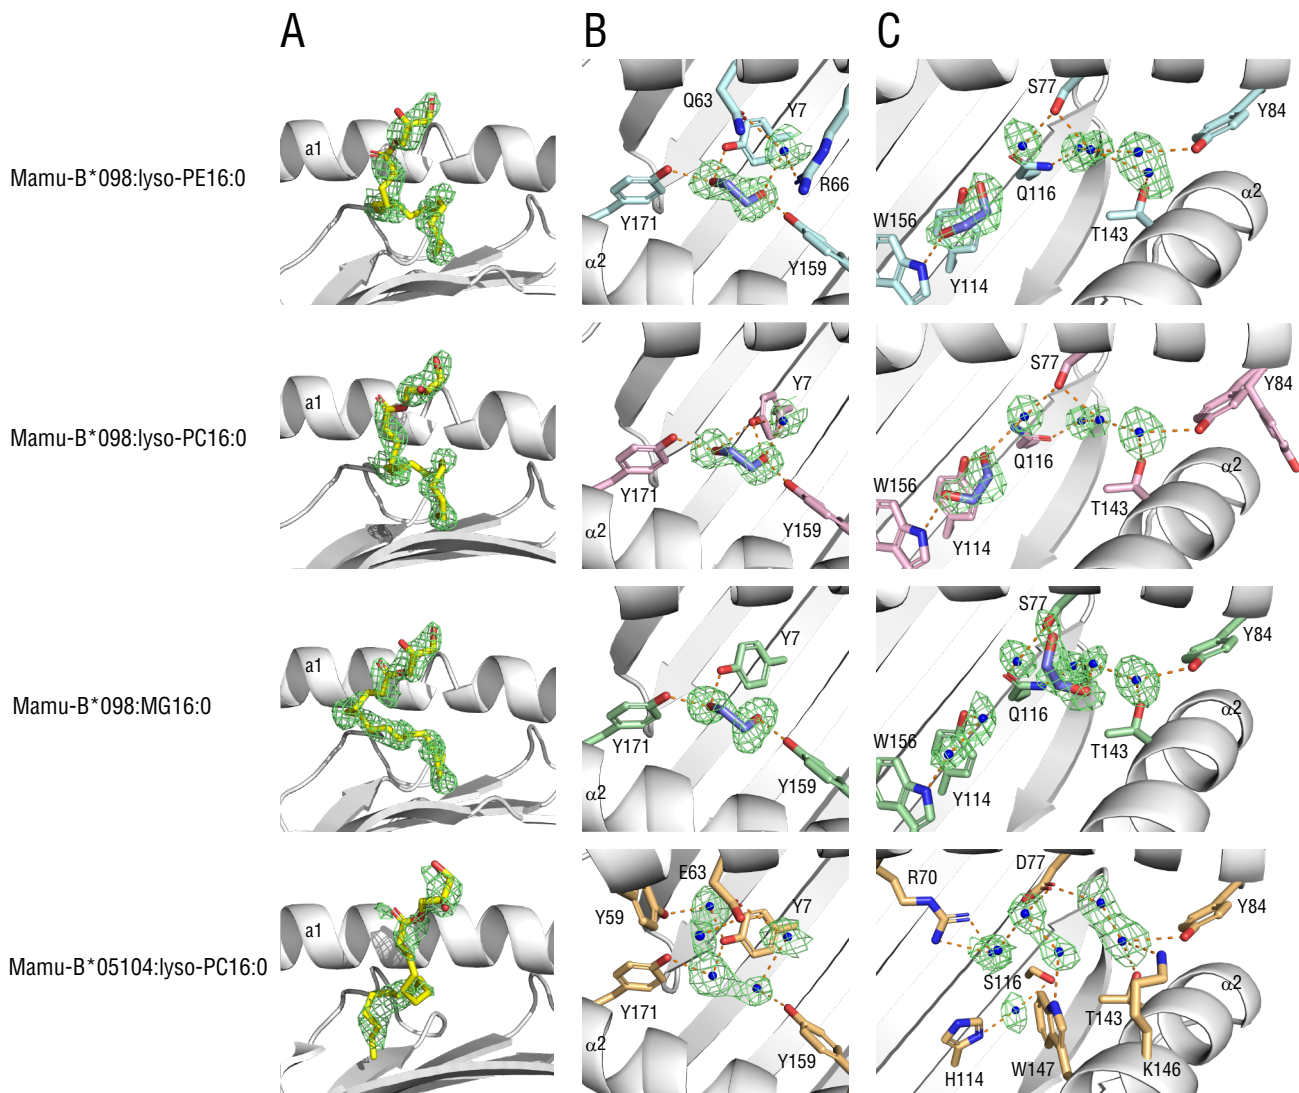 A
B
C
Mamu-B*098:lyso-PE16:0
a1
Q63
Y7
R66
Y171
Y159
α2
S77
Y84
Q116
α2
W156
T143
Y114
Mamu-B*098:lyso-PC16:0
a1
Y7
Y171
Y159
α2
S77
Y84
Q116
α2
W156
T143
Y114
Mamu-B*098:MG16:0
a1
Y7
Y171
Y159
α2
S77
Y84
Q116
α2
W156
T143
Y114
Mamu-B*05104:lyso-PC16:0
a1
E63
Y59
Y7
Y171
Y159
α2
D77
R70
Y84
S116
α2
T143
H114
W147
K146